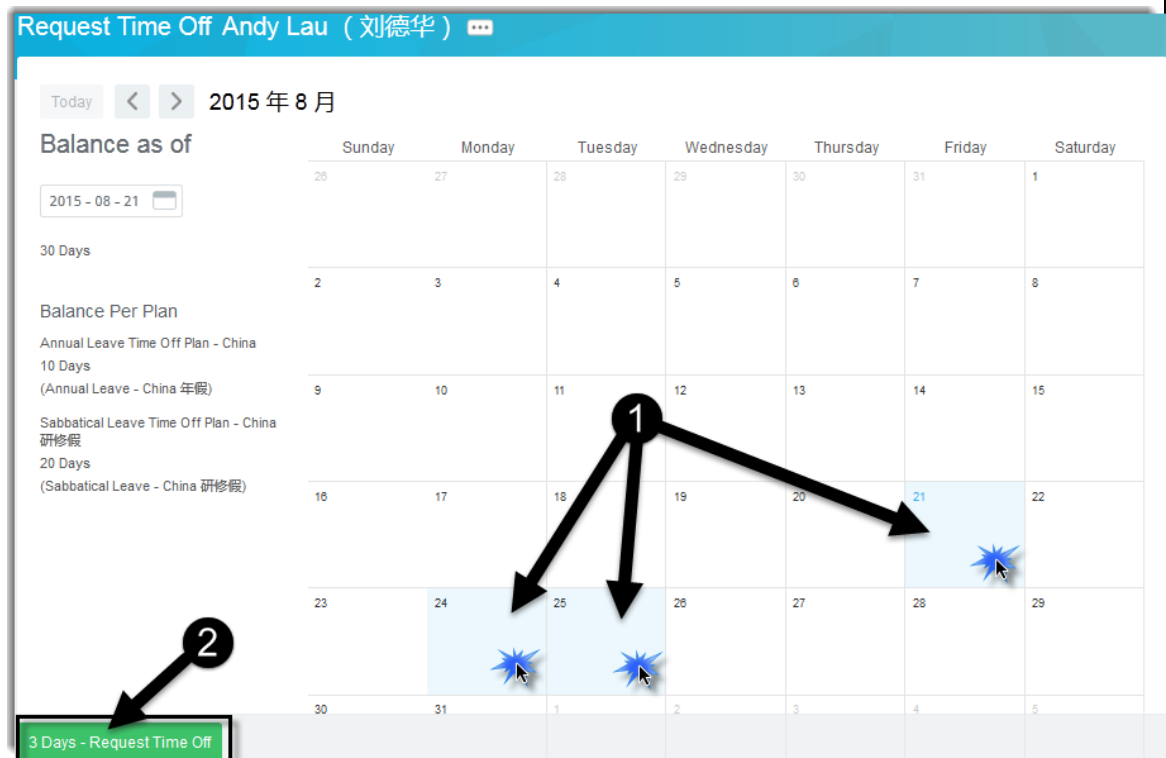 Request Time Off Andy Lau （刘德华）
Today 2015 年 8 月
Balance as of
2015 - 08 - 21
30 Days
Balance Per Plan
Annual Leave Time Off Plan - China
10 Days
(Annual Leave - China 年假)
Sabbatical Leave Time Off Plan - China
研修假
20 Days
(Sabbatical Leave - China 研修假)
Sunday Monday Tuesday Wednesday Thursday Friday Saturday
26 27 28 29 30 31 1
2 3 4 5 6 7 8
9 10 11 12 13 14 15
1
16 17 18 19 20 21 22
23 24 25 26 27 28 29
2
30 31 1 2 3 4 5
3 Days - Request Time Off